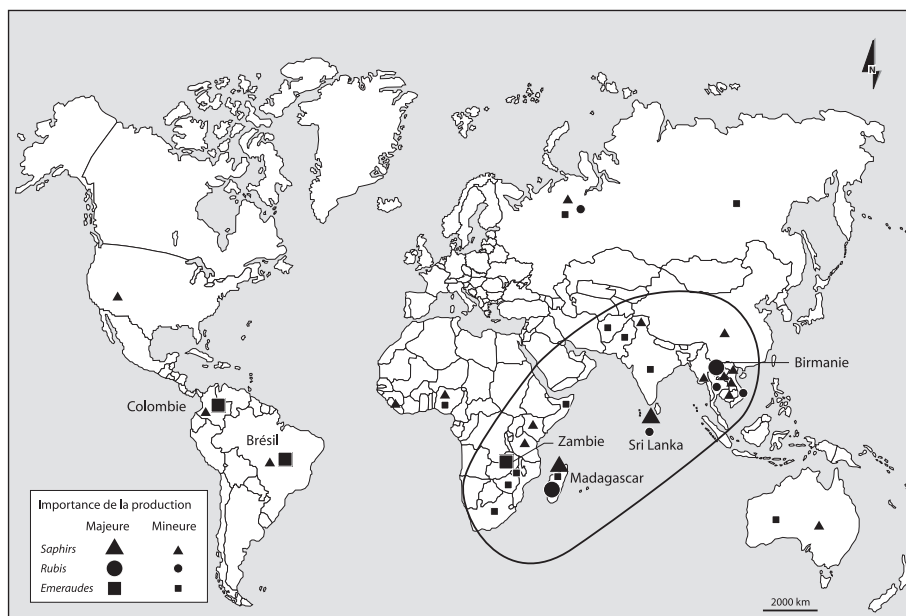 N
Birmanie
Colombie
Sri Lanka
Brésil
Zambie
Madagascar
Importance de la production
Majeure Mineure
Saphirs
Rubis
Emeraudes
2000 km